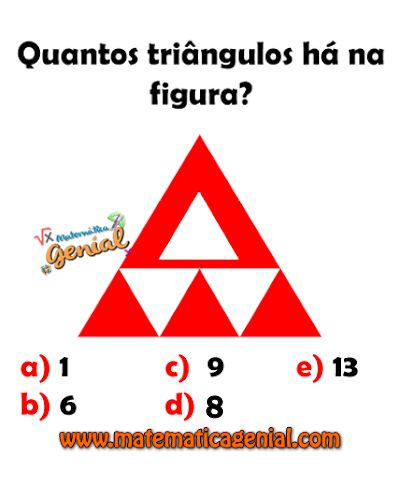 Quantos triângulos há na
figura?
√x Matemática
Genial
a) 1 c) 9 e) 13
b) 6 d) 8
www.matematicagenial.com